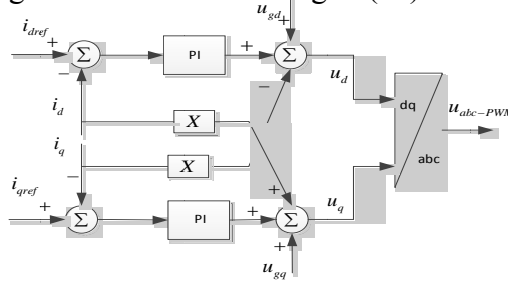 u_gd
+
i_dref + Σ PI + Σ
− u_d
i_d − dq u_abc-PWM
X
i_q
X abc
− +
i_qref + Σ PI + Σ u_q
+
u_gq